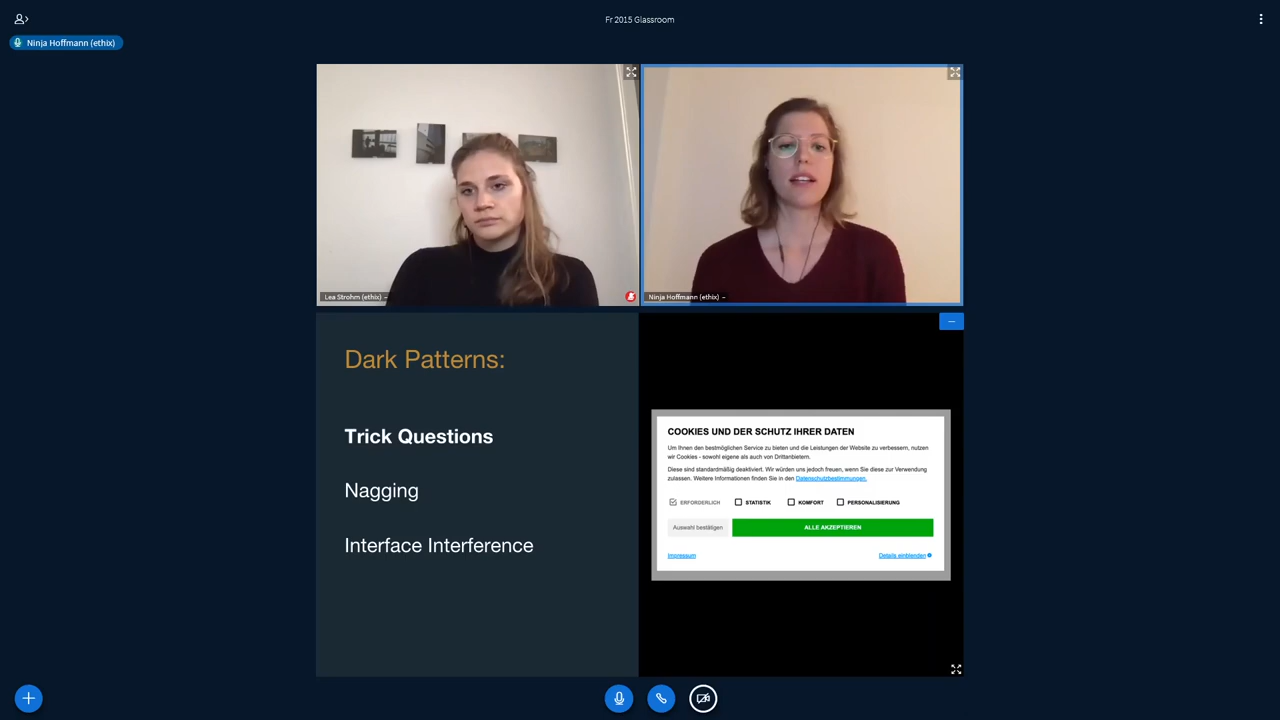 Fr 2015 Glassroom
Ninja Hoffmann (ethix)
Lea Strohm (ethix)
Ninja Hoffmann (ethix)
Dark Patterns:
Trick Questions
Nagging
Interface Interference
COOKIES UND DER SCHUTZ IHRER DATEN
Um Ihnen den bestmöglichen Service zu bieten und die Leistungen der Website zu verbessern, nutzen
wir Cookies - sowohl eigene als auch von Drittanbietern.
Diese sind standardmäßig deaktiviert. Wir würden uns jedoch freuen, wenn Sie diese zur Verwendung
zulassen. Weitere Informationen finden Sie in den Datenschutzbestimmungen.
ERFORDERLICH STATISTIK KOMFORT PERSONALISIERUNG
Auswahl bestätigen ALLE AKZEPTIEREN
Impressum Details einblenden